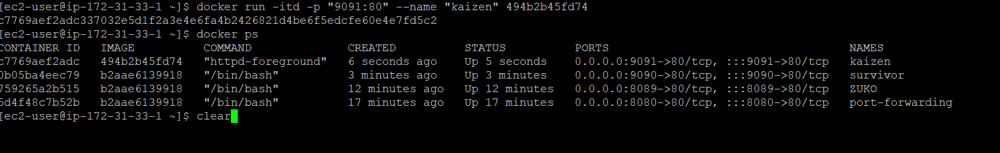 [ec2-user@ip-172-31-33-1 ~]$ docker run -itd -p "9091:80" --name "kaizen" 494b2b45fd74
c7769aef2adc337032e5d1f2a3e4e6fa4b2426821d4be6f5edcfe60e4e7fd5c2
[ec2-user@ip-172-31-33-1 ~]$ docker ps
CONTAINER ID   IMAGE          COMMAND              CREATED          STATUS          PORTS                                   NAMES
c7769aef2adc   494b2b45fd74   "httpd-foreground"   6 seconds ago    Up 5 seconds    0.0.0.0:9091->80/tcp, :::9091->80/tcp   kaizen
0b05ba4eec79   b2aae6139918   "/bin/bash"          3 minutes ago    Up 3 minutes    0.0.0.0:9090->80/tcp, :::9090->80/tcp   survivor
759265a2b515   b2aae6139918   "/bin/bash"          12 minutes ago   Up 12 minutes   0.0.0.0:8089->80/tcp, :::8089->80/tcp   ZUKO
5d4f48c7b52b   b2aae6139918   "/bin/bash"          17 minutes ago   Up 17 minutes   0.0.0.0:8080->80/tcp, :::8080->80/tcp   port-forwarding
[ec2-user@ip-172-31-33-1 ~]$ clear